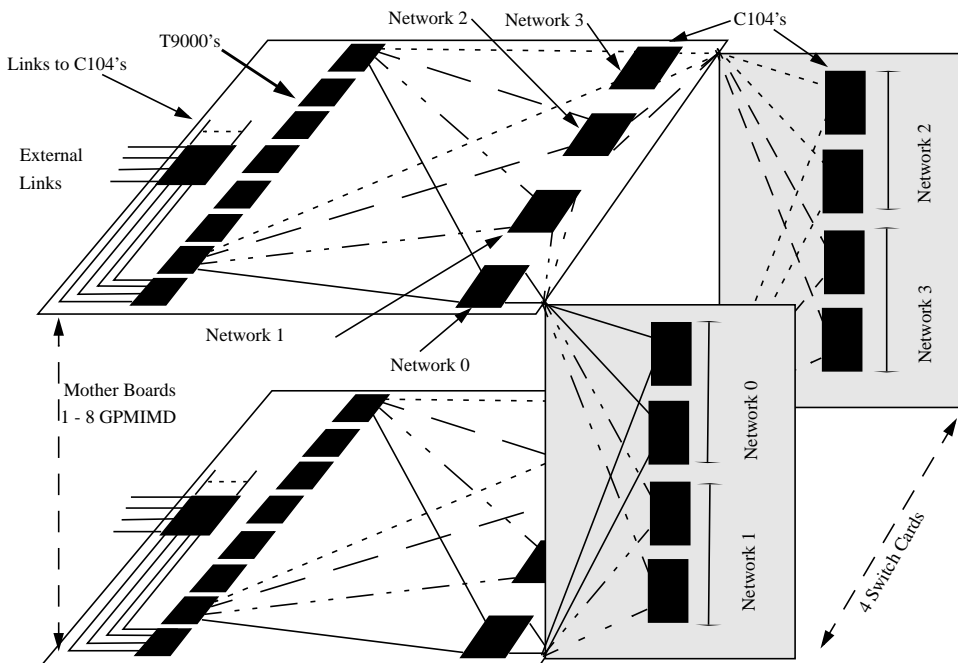 Network 2
Network 3
C104's
T9000's
Links to C104's
External
Links
Network 2
Network 3
Network 1
Network 0
Mother Boards
1 - 8 GPMIMD
Network 0
Network 1
4 Switch Cards